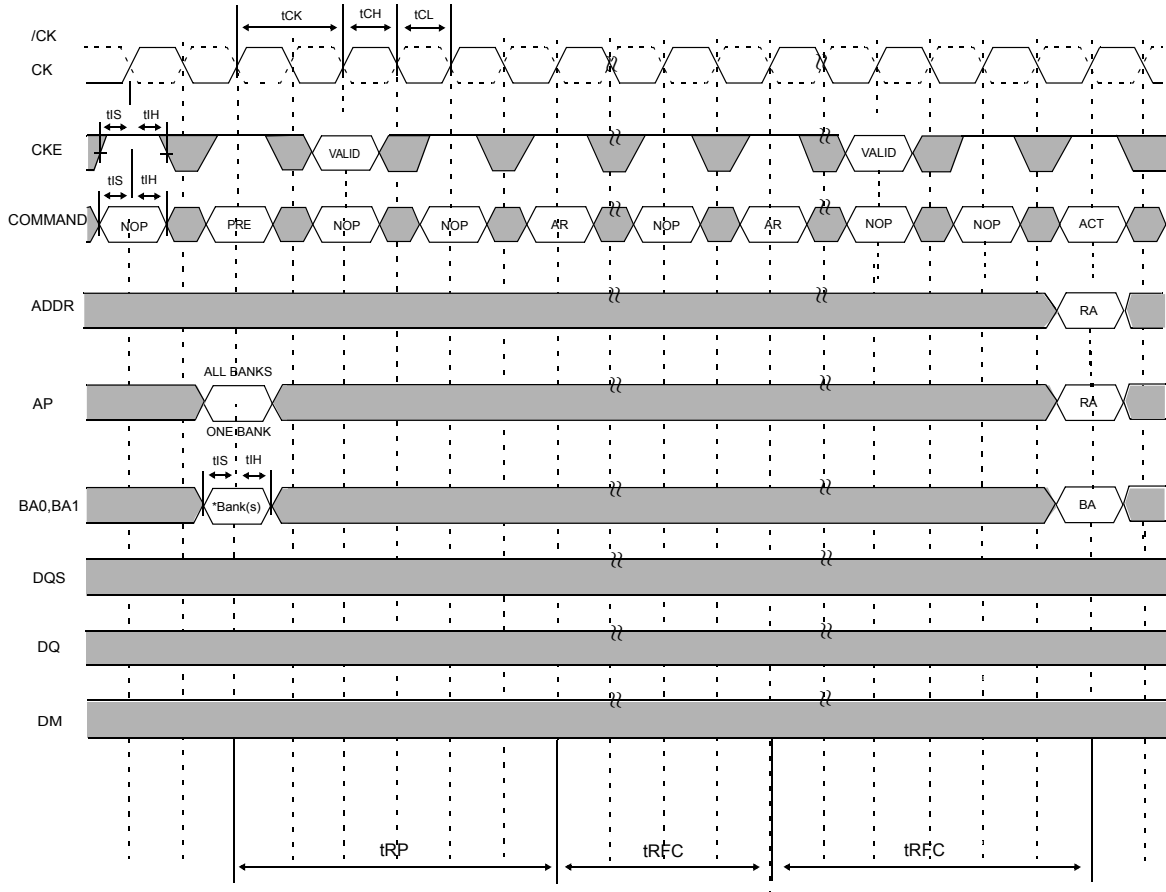 tCK tCH tCL
/CK
CK
tIS tIH
CKE VALID VALID
tIS tIH
COMMAND NOP PRE NOP NOP AR NOP AR NOP NOP ACT
ADDR RA
ALL BANKS
AP RA
ONE BANK
tIS tIH
BA0,BA1 *Bank(s) BA
DQS
DQ
DM
tRP tRFC tRFC